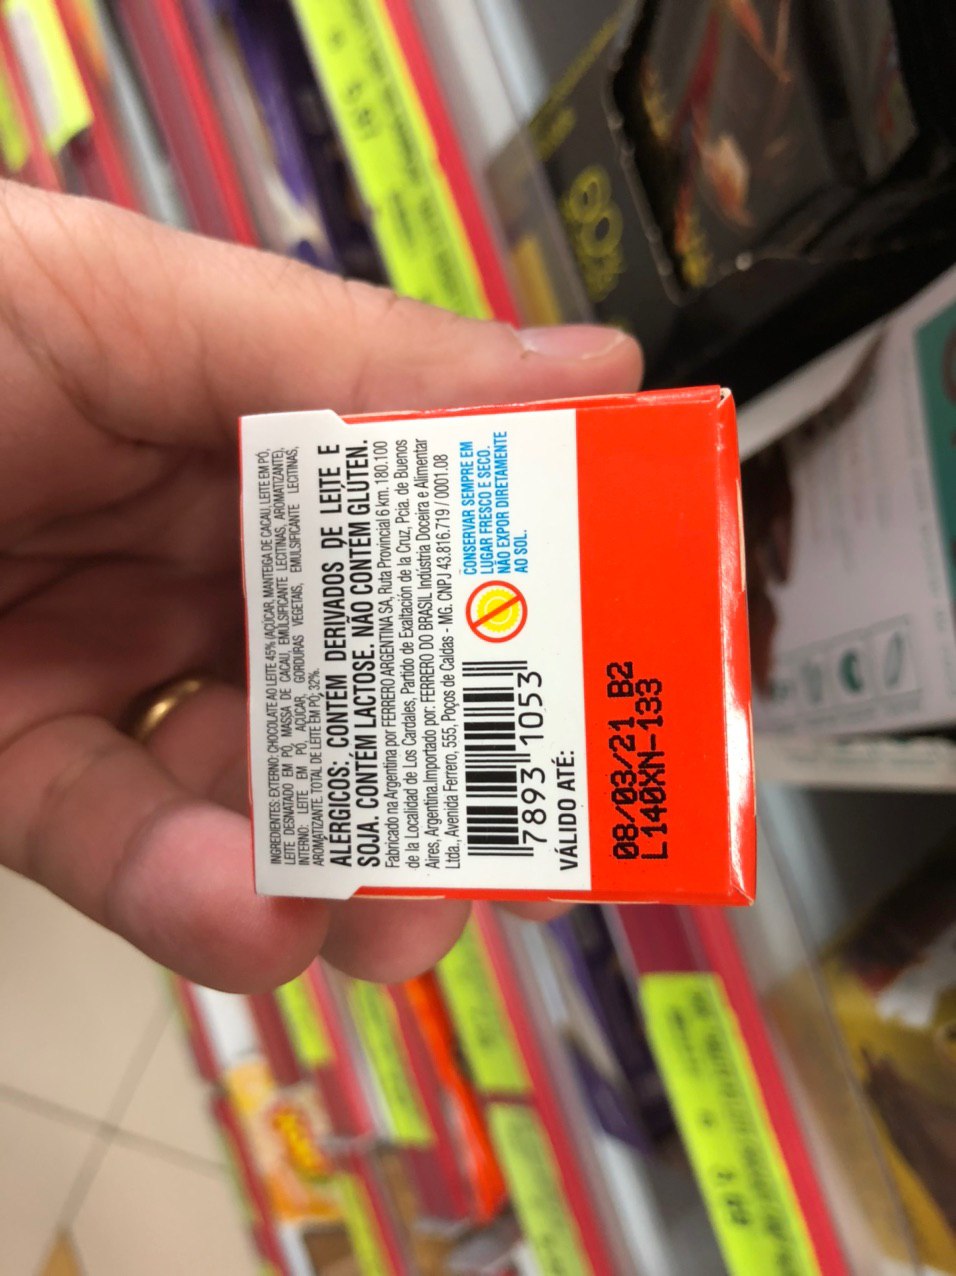 INGREDIENTES: EXTERNO: CHOCOLATE AO LEITE 45% (AÇÚCAR, MANTEIGA DE CACAU, LEITE EM PÓ,
LEITE DESNATADO EM PÓ, MASSA DE CACAU, EMULSIFICANTE LECITINAS, AROMATIZANTE).
INTERNO: LEITE EM PÓ, AÇÚCAR, GORDURAS VEGETAIS, EMULSIFICANTE LECITINAS,
AROMATIZANTE. TOTAL DE LEITE EM PÓ: 32%.
ALÉRGICOS: CONTÉM DERIVADOS DE LEITE E
SOJA. CONTÉM LACTOSE. NÃO CONTÉM GLÚTEN.
Fabricado na Argentina por FERRERO ARGENTINA SA, Ruta Provincial 6 km. 180.100
de la Localidad de Los Cardales, Partido de Exaltación de la Cruz, Pcia. de Buenos
Aires, Argentina.Importado por: FERRERO DO BRASIL Indústria Doceira e Alimentar
Ltda., Avenida Ferrero, 555, Poços de Caldas - MG. CNPJ 43.816.719 / 0001.08
CONSERVAR SEMPRE EM
LUGAR FRESCO E SECO.
NÃO EXPOR DIRETAMENTE
AO SOL.
7893 1053
VÁLIDO ATÉ:
08/03/21 B2
L140XN-133